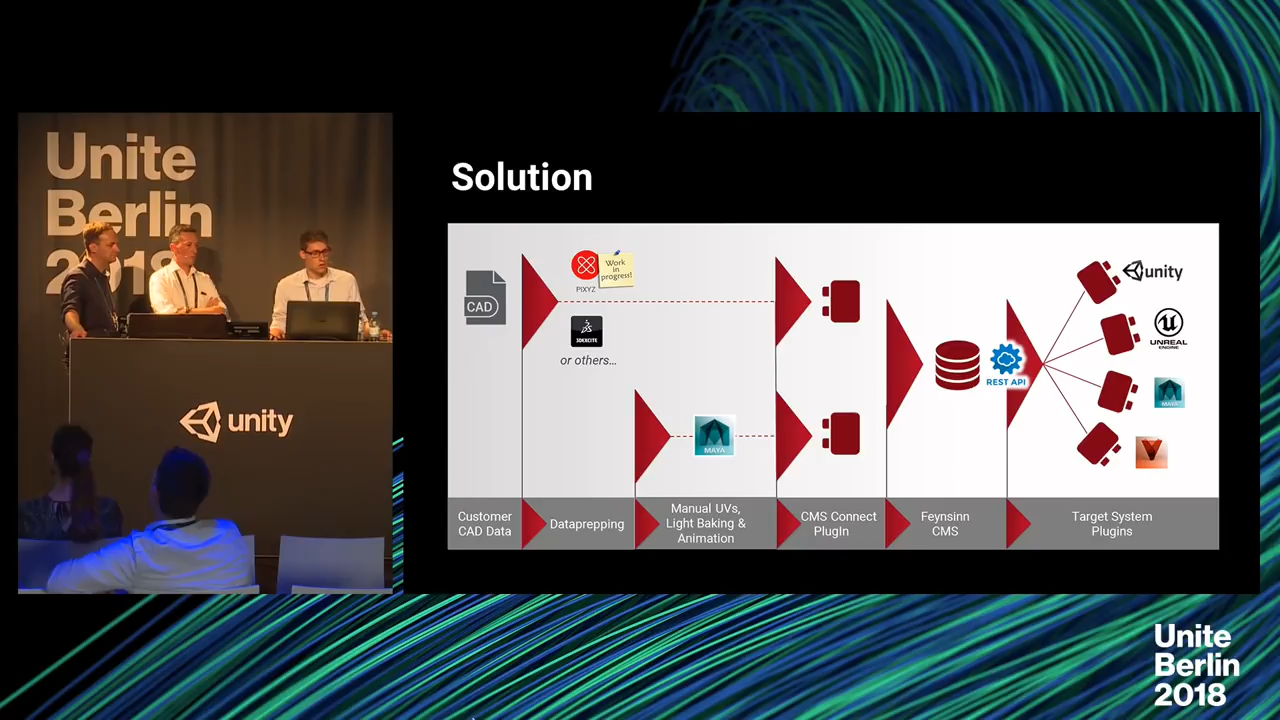 Unite
Berlin
2018
unity
Solution
CAD
PIXYZ
Work
in
progress!
3DEXCITE
or others...
MAYA
REST API
unity
UNREAL
ENGINE
MAYA
Customer
CAD Data
Dataprepping
Manual UVs,
Light Baking &
Animation
CMS Connect
PlugIn
Feynsinn
CMS
Target System
Plugins
Unite
Berlin
2018